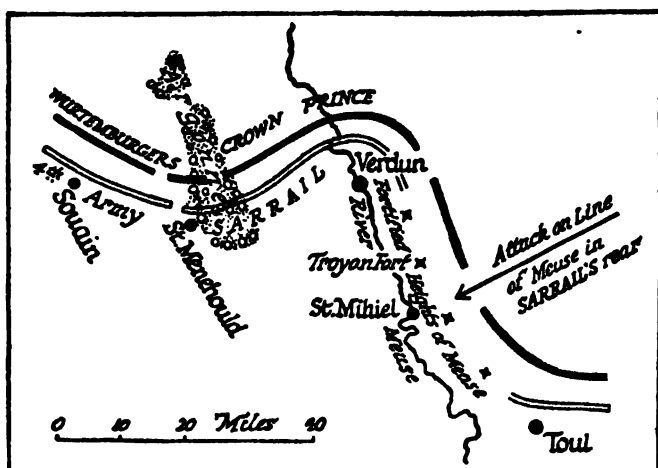 WURTEMBURGERS
CROWN PRINCE
4th Army
SARRAIL
Souain
St. Menehould
Verdun
River Meuse
Fortified Heights of Mease
Troyon Fort
St. Mihiel
Attack on Line
of Meuse in
SARRAIL'S rear
Toul
0 10 20 Miles 40